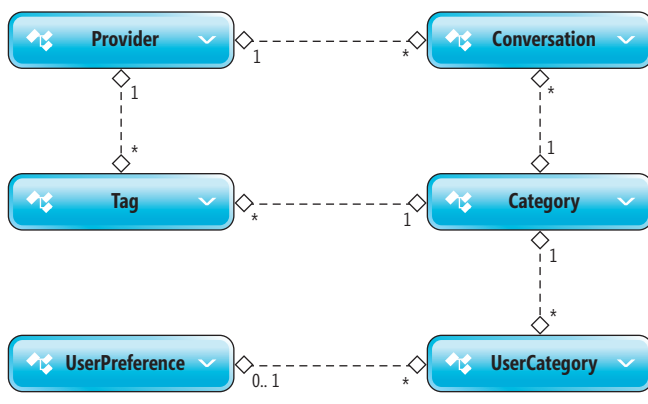 Provider
Conversation
1
*
1
*
*
1
Tag
Category
*
1
1
*
UserPreference
UserCategory
0.. 1
*